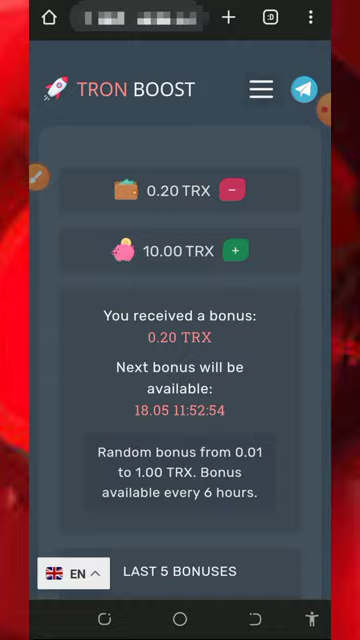 :D
TRON BOOST
0.20 TRX −
10.00 TRX +
You received a bonus:
0.20 TRX
Next bonus will be
available:
18.05 11:52:54
Random bonus from 0.01
to 1.00 TRX. Bonus
available every 6 hours.
EN
LAST 5 BONUSES